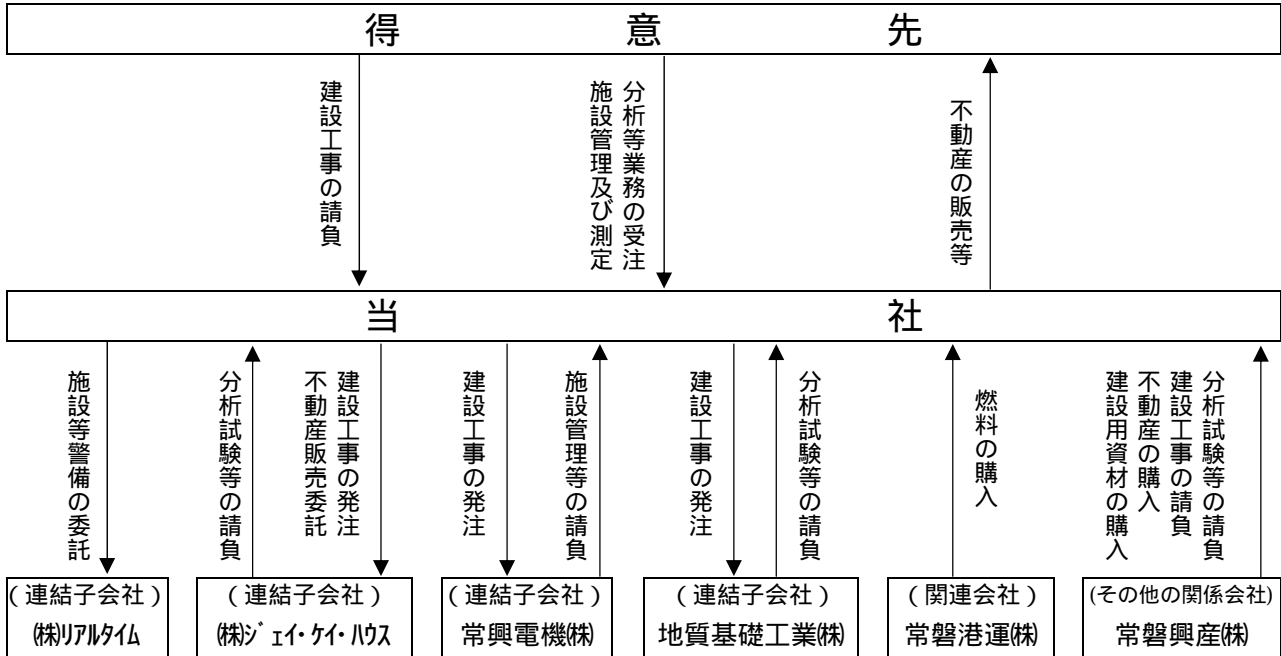 得意先
建設工事の請負
分析等業務の受注
施設管理及び測定
不動産の販売等
当社
施設等警備の委託
分析試験等の請負
建設工事の発注
不動産販売委託
建設工事の発注
施設管理等の請負
建設工事の発注
分析試験等の請負
燃料の購入
分析試験等の請負
建設工事の請負
不動産の購入
建設用資材の購入
(連結子会社)
㈱ﾘｱﾙﾀｲﾑ
(連結子会社)
㈱ｼﾞｪｲ・ｹｲ・ﾊｳｽ
(連結子会社)
常興電機㈱
(連結子会社)
地質基礎工業㈱
(関連会社)
常磐港運㈱
(その他の関係会社)
常磐興産㈱